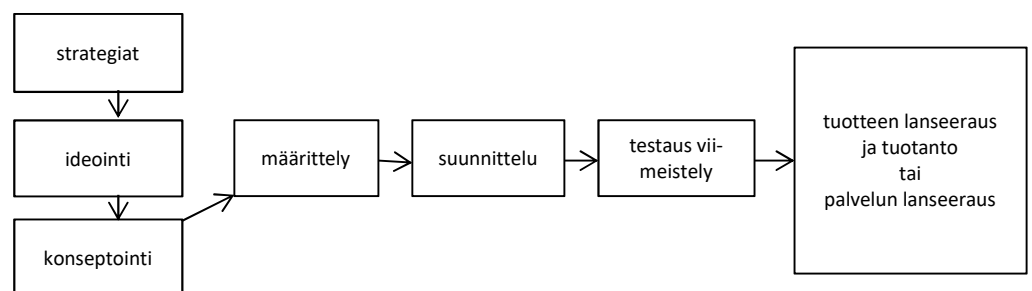 strategiat
ideointi
konseptointi
määrittely
suunnittelu
testaus vii-
meistely
tuotteen lanseeraus
ja tuotanto
tai
palvelun lanseeraus